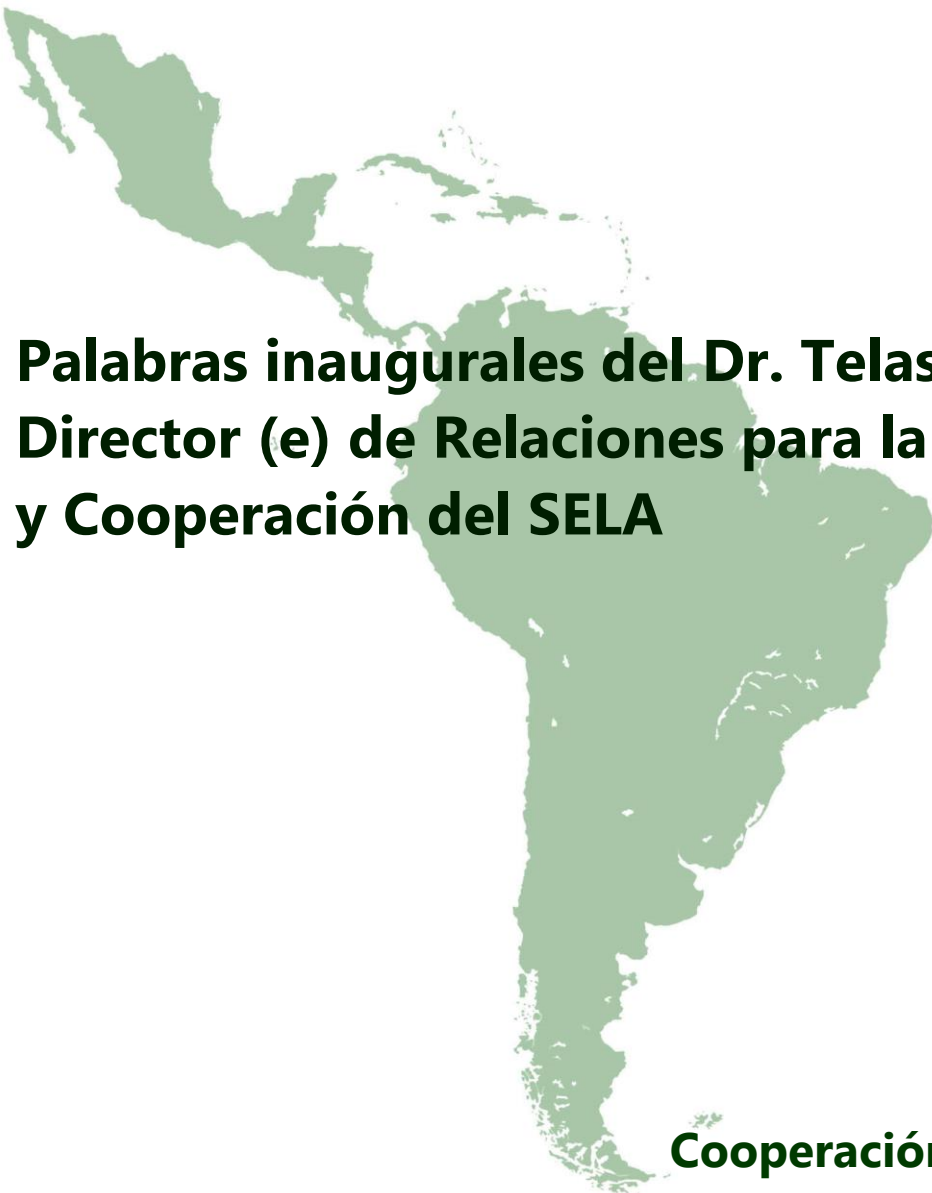 Palabras inaugurales del Dr. Telas
Director (e) de Relaciones para la
y Cooperación del SELA
Cooperación